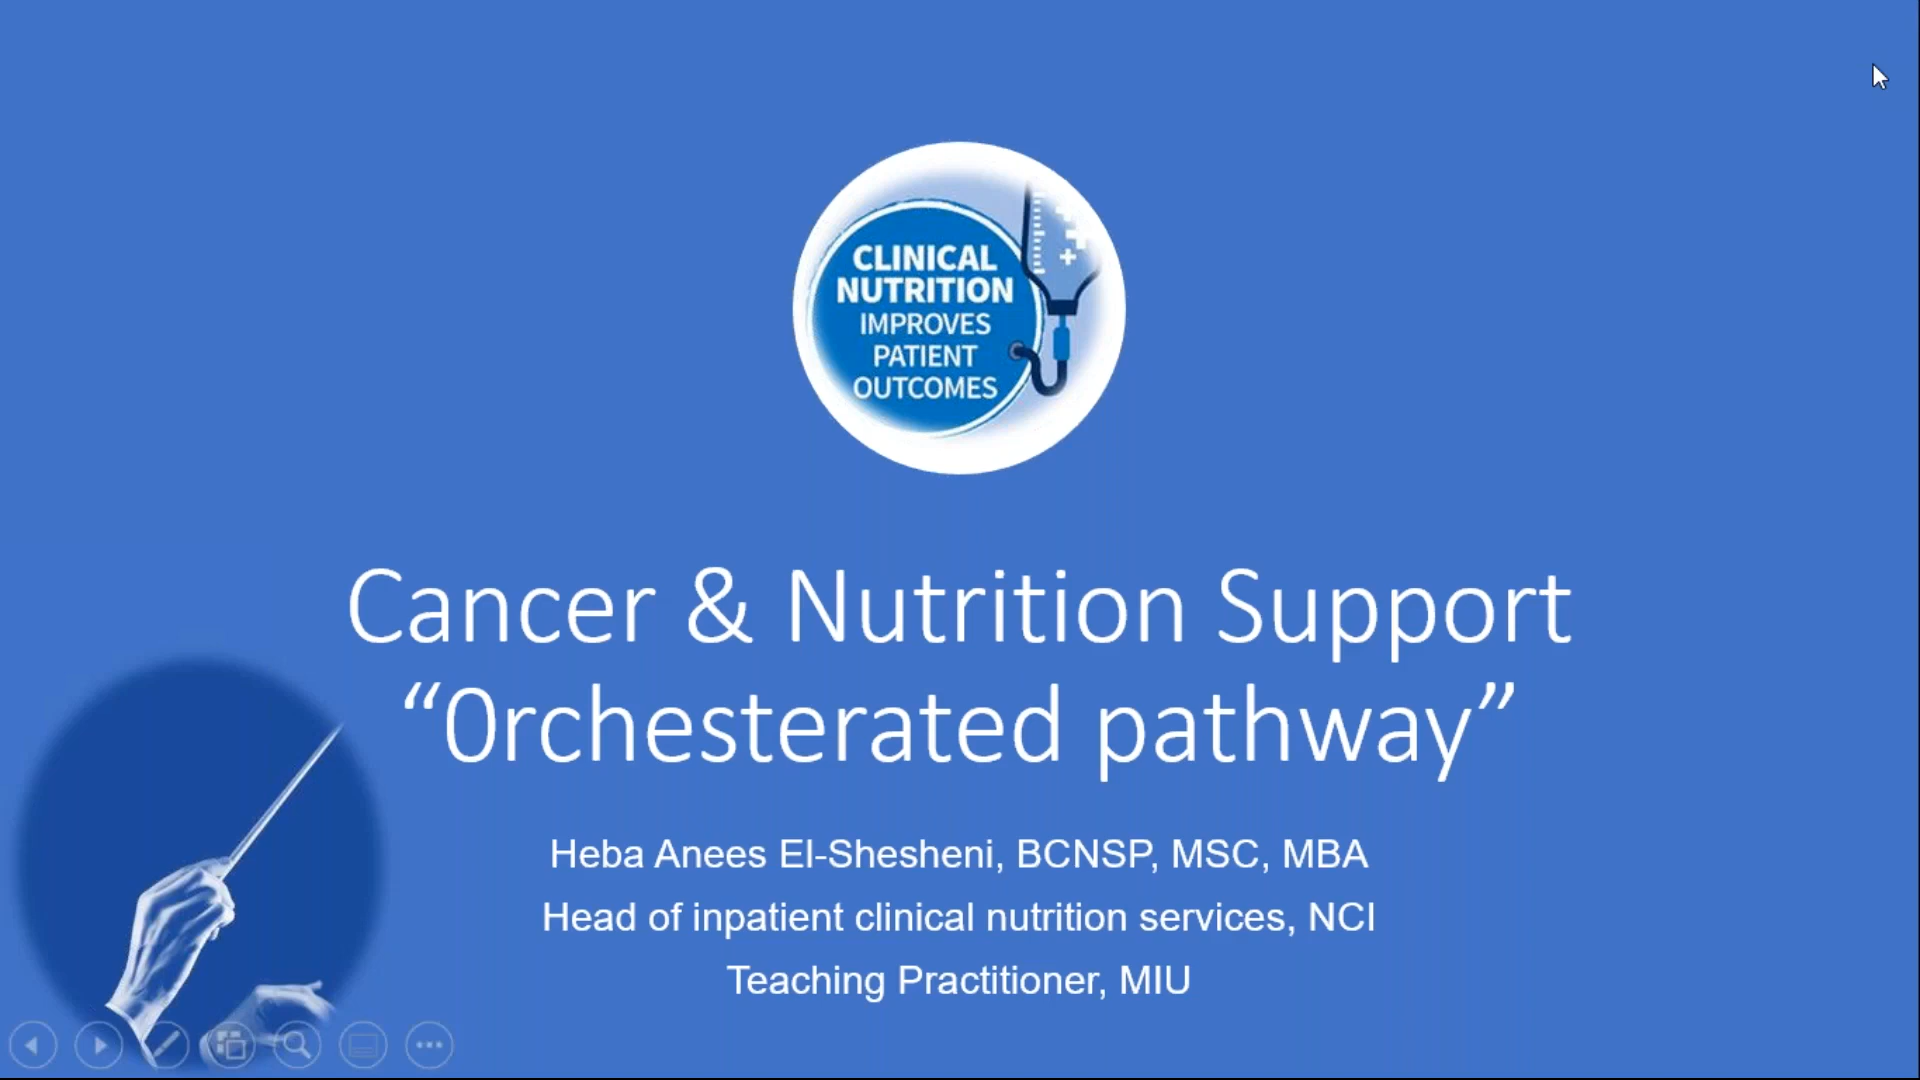 CLINICAL
NUTRITION
IMPROVES
PATIENT
OUTCOMES
Cancer & Nutrition Support
“0rchesterated pathway”
Heba Anees El-Shesheni, BCNSP, MSC, MBA
Head of inpatient clinical nutrition services, NCI
Teaching Practitioner, MIU